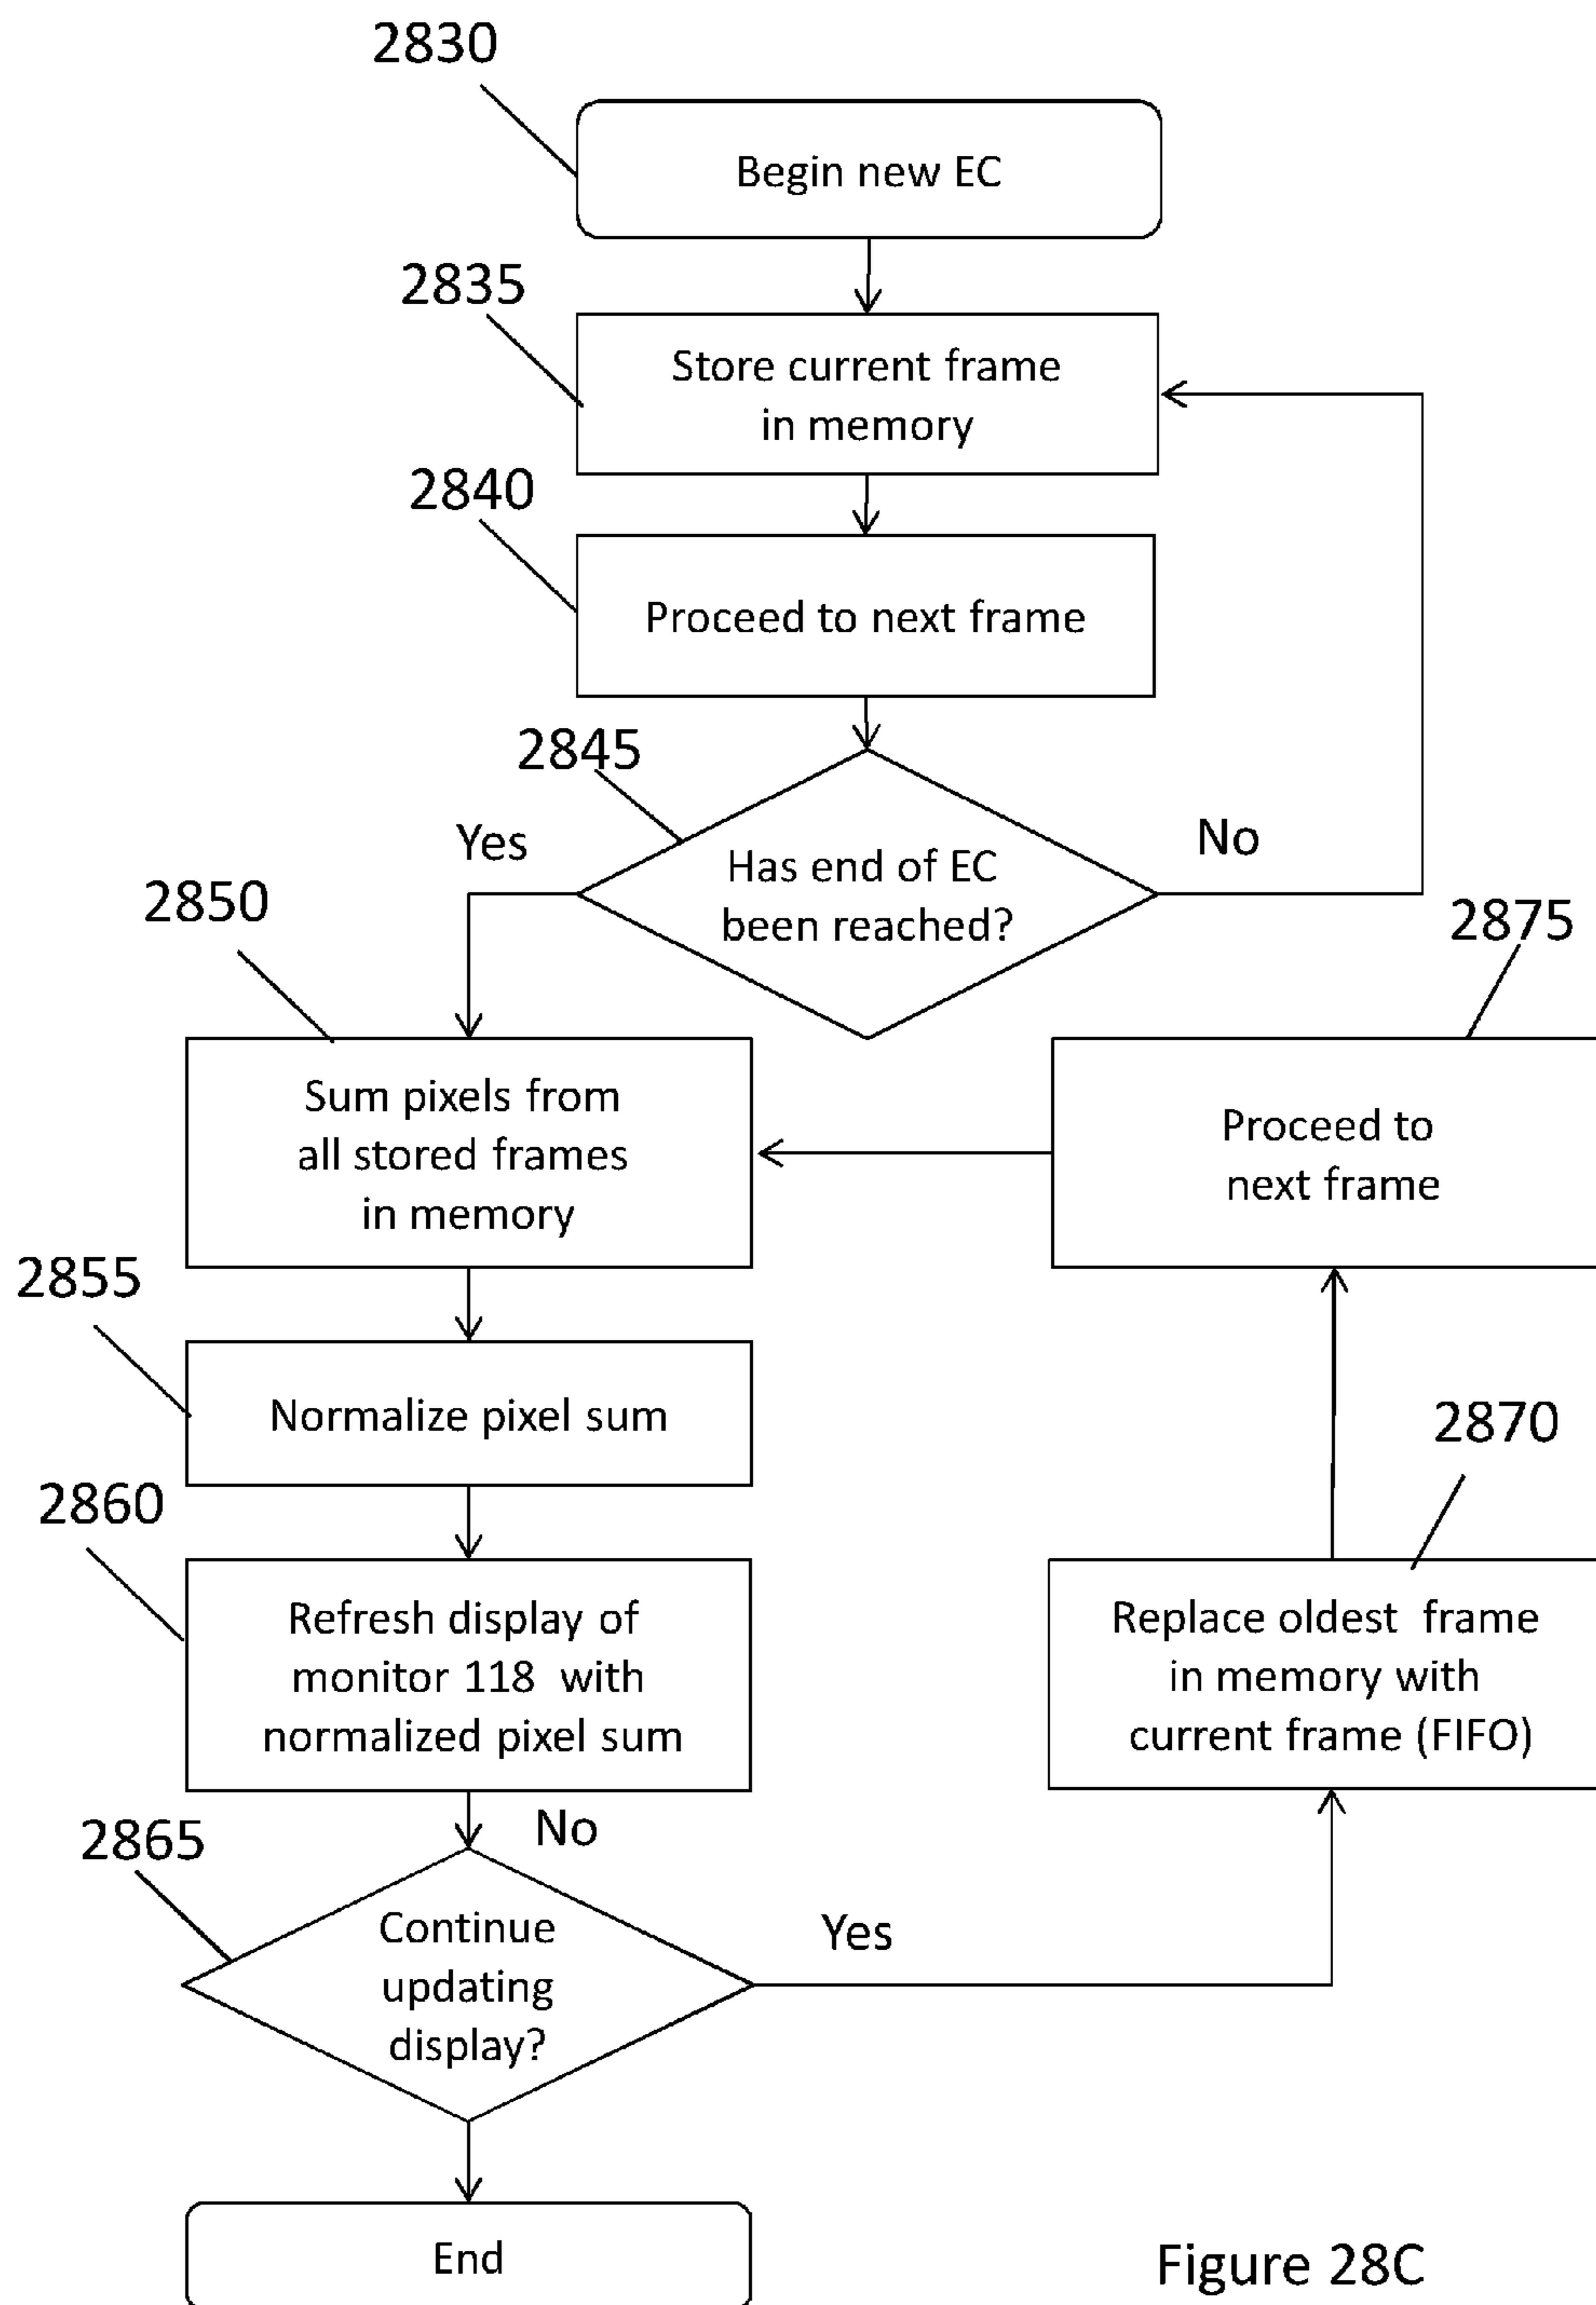 2830
Begin new EC
2835
Store current frame
in memory
2840
Proceed to next frame
2845
Yes
No
Has end of EC
been reached?
2850
2875
Sum pixels from
all stored frames
in memory
Proceed to
next frame
2855
Normalize pixel sum
2870
2860
Refresh display of
monitor 118 with
normalized pixel sum
Replace oldest frame
in memory with
current frame (FIFO)
No
2865
Continue
updating
display?
Yes
End
Figure 28C